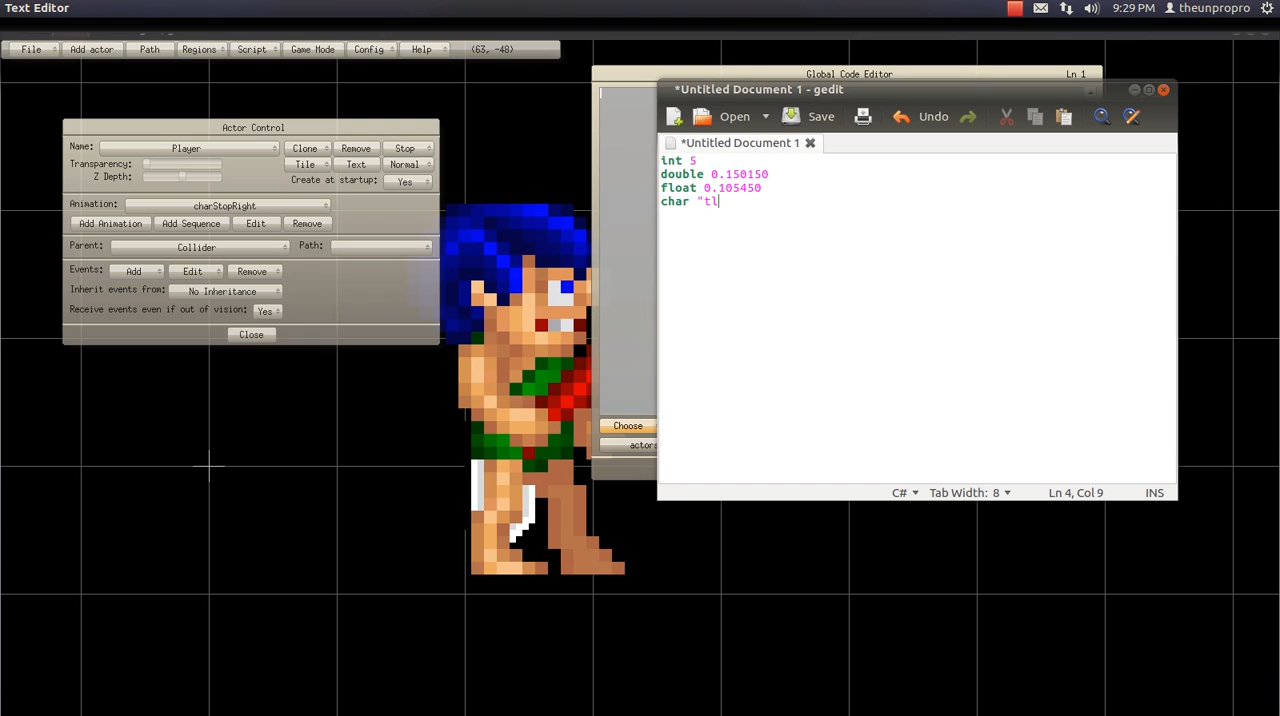 Text Editor
9:29 PM theunpropro
File Add actor Path Regions Script Game Mode Config Help (63, -48)
Global Code Editor Ln 1
*Untitled Document 1 - gedit
Open Save Undo
*Untitled Document 1
int 5
double 0.150150
float 0.105450
char "tl
C# Tab Width: 8 Ln 4, Col 9 INS
Choose
actors
Actor Control
Name: Player Clone Remove Stop
Transparency: Tile Text Normal
Z Depth: Create at startup: Yes
Animation: charStopRight
Add Animation Add Sequence Edit Remove
Parent: Collider Path:
Events: Add Edit Remove
Inherit events from: No Inheritance
Receive events even if out of vision: Yes
Close